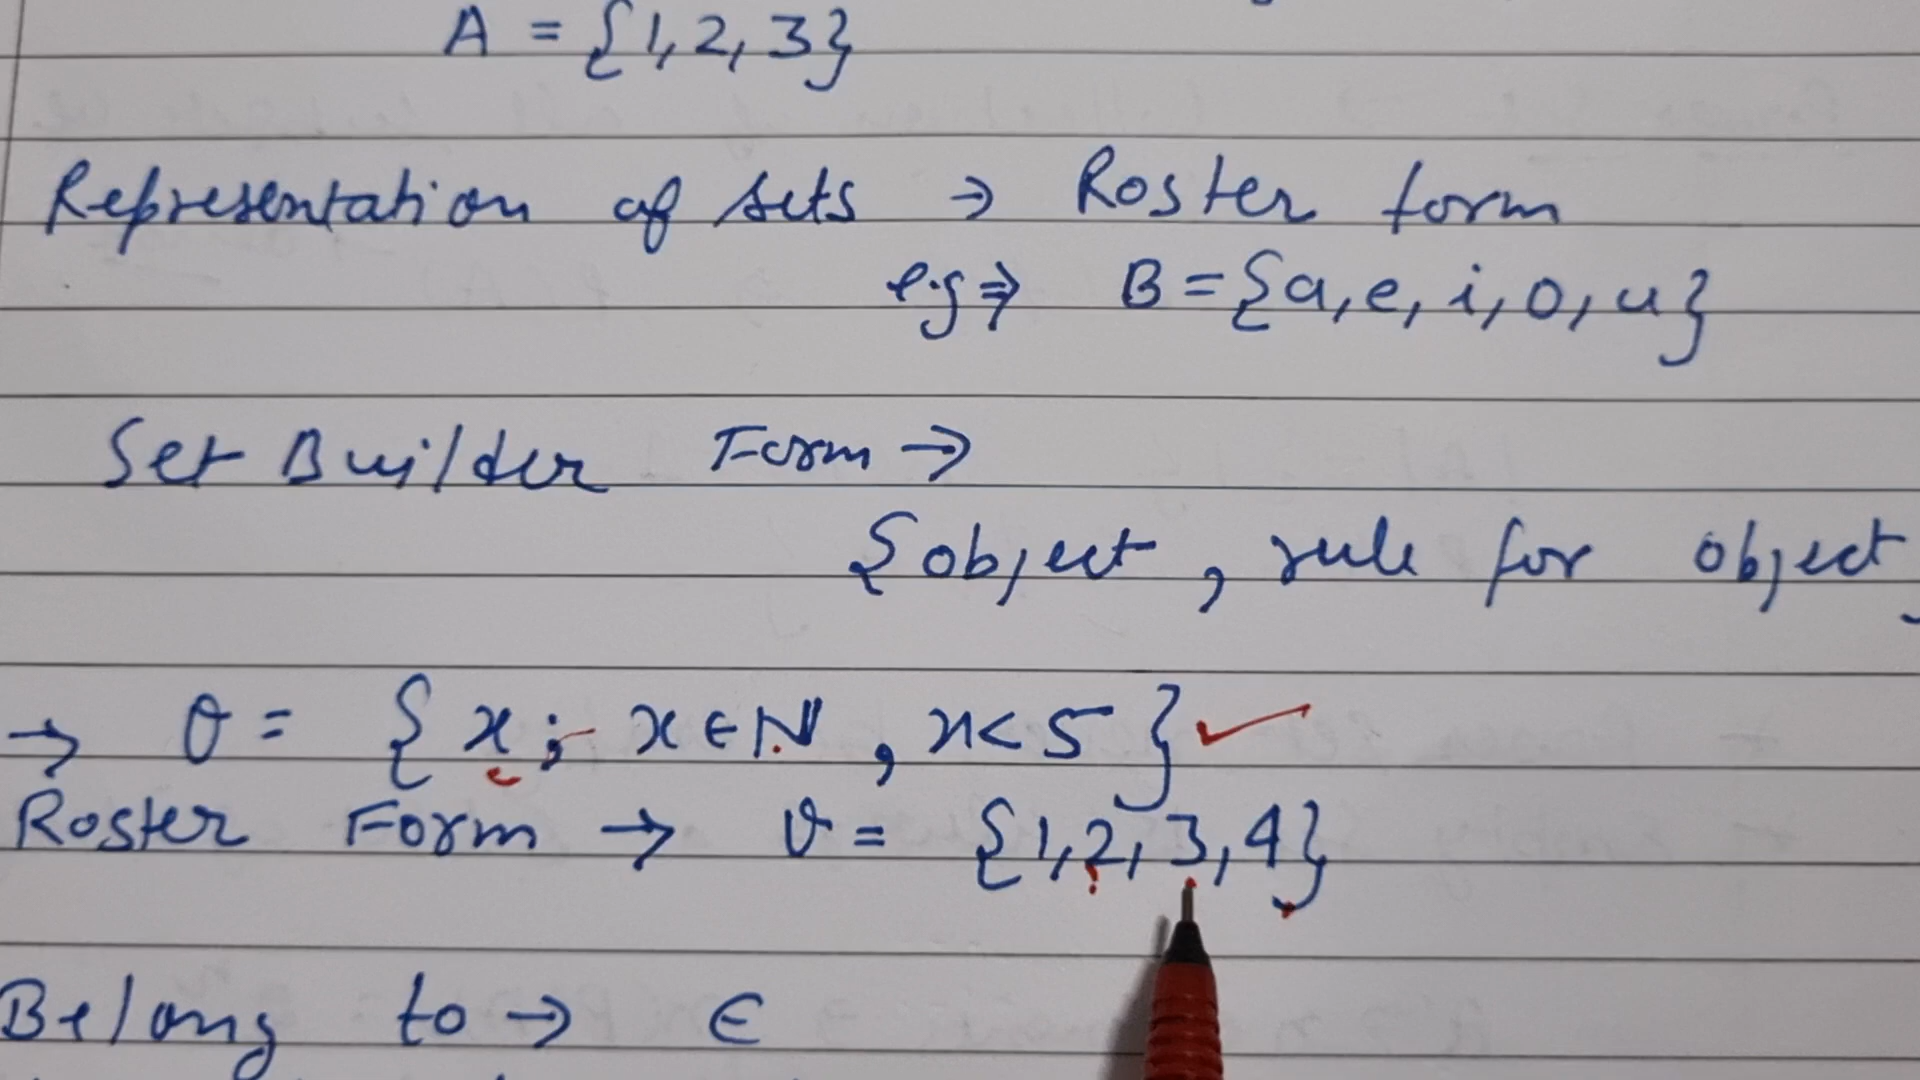 A = {1, 2, 3}
Representation of sets → Roster form
e.g ⇒ B = {a, e, i, o, u}
Set Builder Form →
{object, rule for object
→ = {x; x ∈ N, x < 5}
Roster Form → = {1, 2, 3, 4}
Belong to → ∈